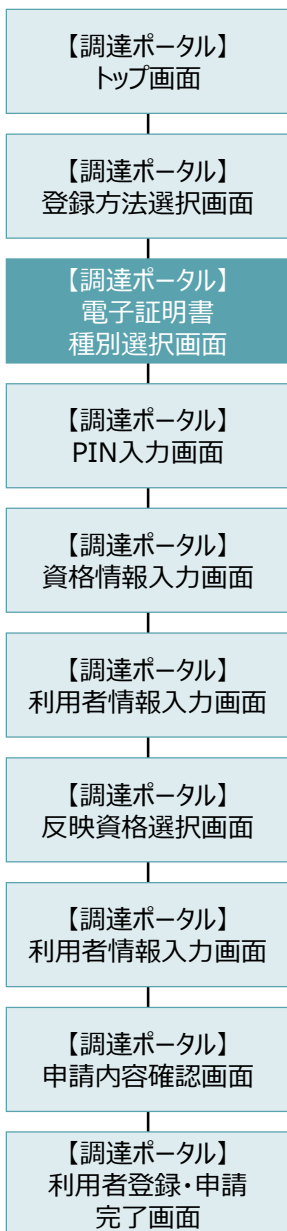 【調達ポータル】
トップ画面
【調達ポータル】
登録方法選択画面
【調達ポータル】
電子証明書
種別選択画面
【調達ポータル】
PIN入力画面
【調達ポータル】
資格情報入力画面
【調達ポータル】
利用者情報入力画面
【調達ポータル】
反映資格選択画面
【調達ポータル】
利用者情報入力画面
【調達ポータル】
申請内容確認画面
【調達ポータル】
利用者登録・申請
完了画面